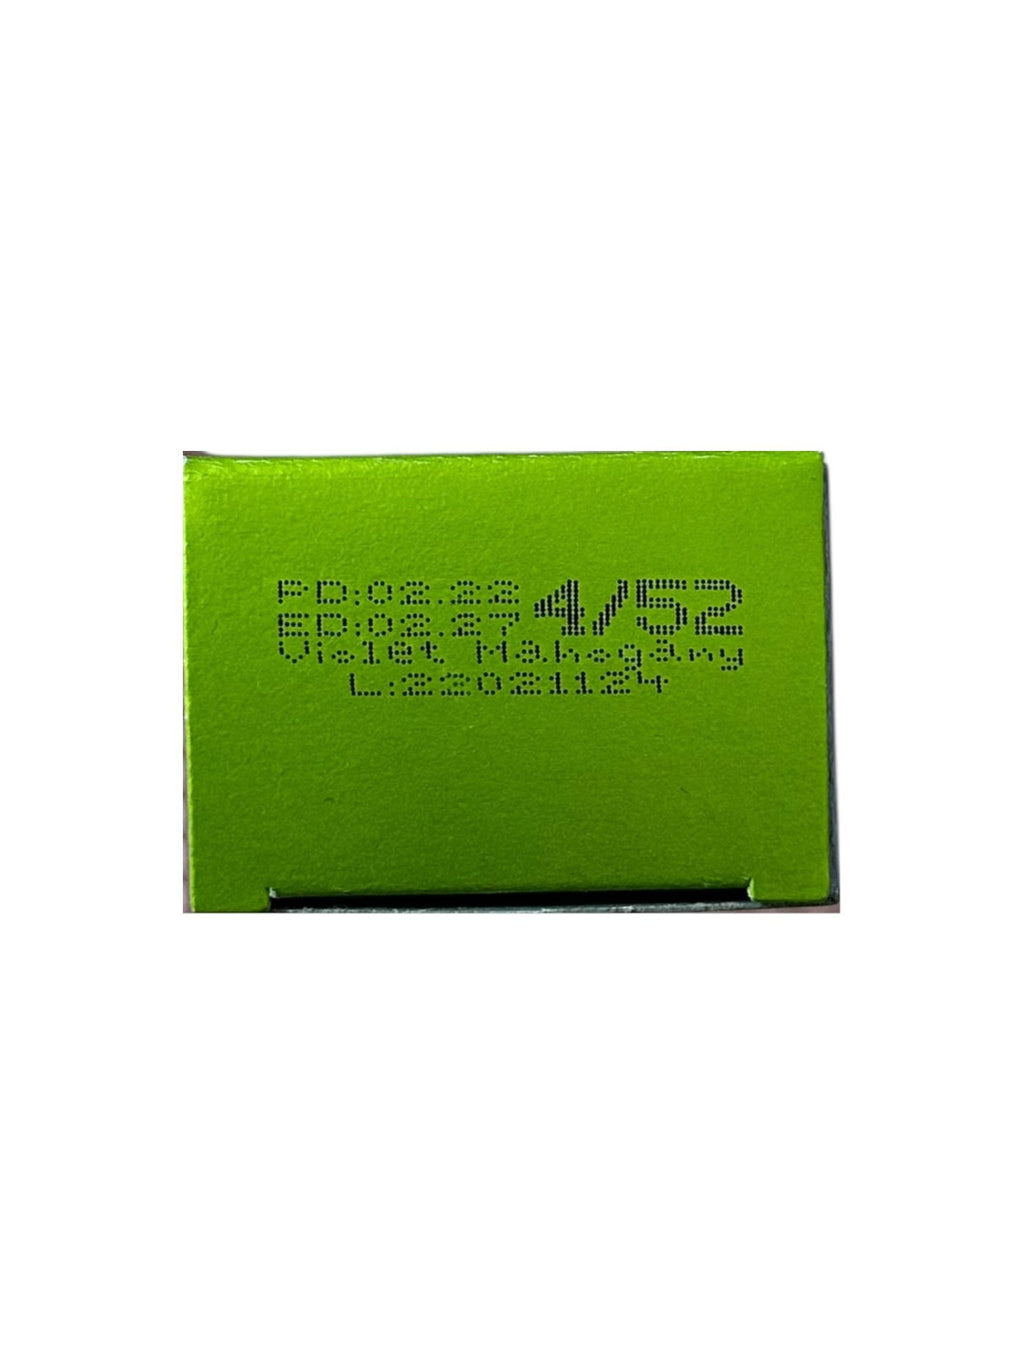 PD:02.22 4/52
ED:02.27
Violet Mahogany
L:22021124